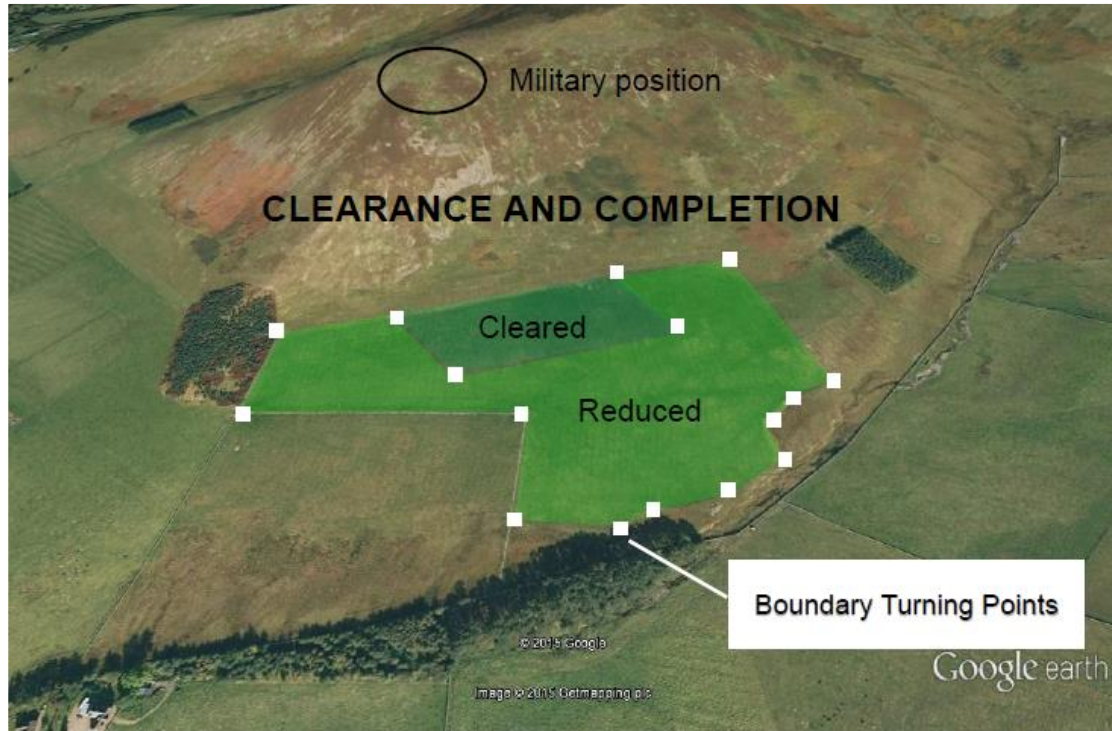 Military position
CLEARANCE AND COMPLETION
Cleared
Reduced
Boundary Turning Points
© 2015 Google
Google earth
Image © 2015 Getmapping plc